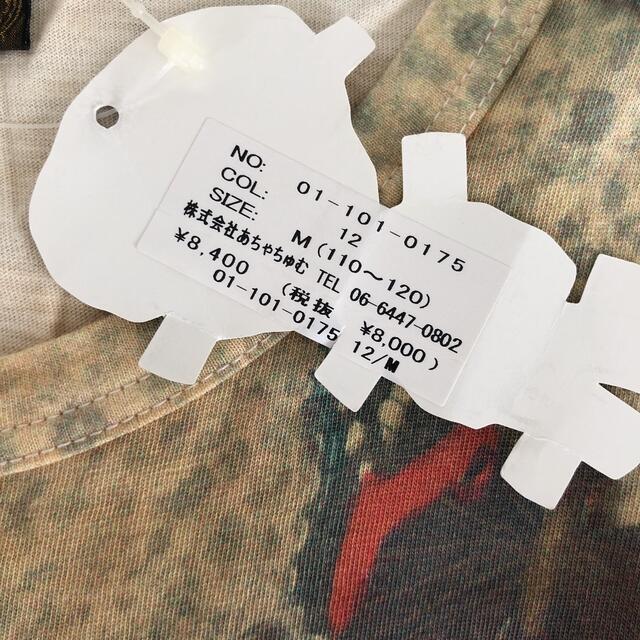 NO: 01-101-0175
COL: 12
SIZE: M(110～120)
株式会社あちゃちゅむ TEL 06-6447-0802
¥8,400 (税抜 ¥8,000)
01-101-0175 12/M